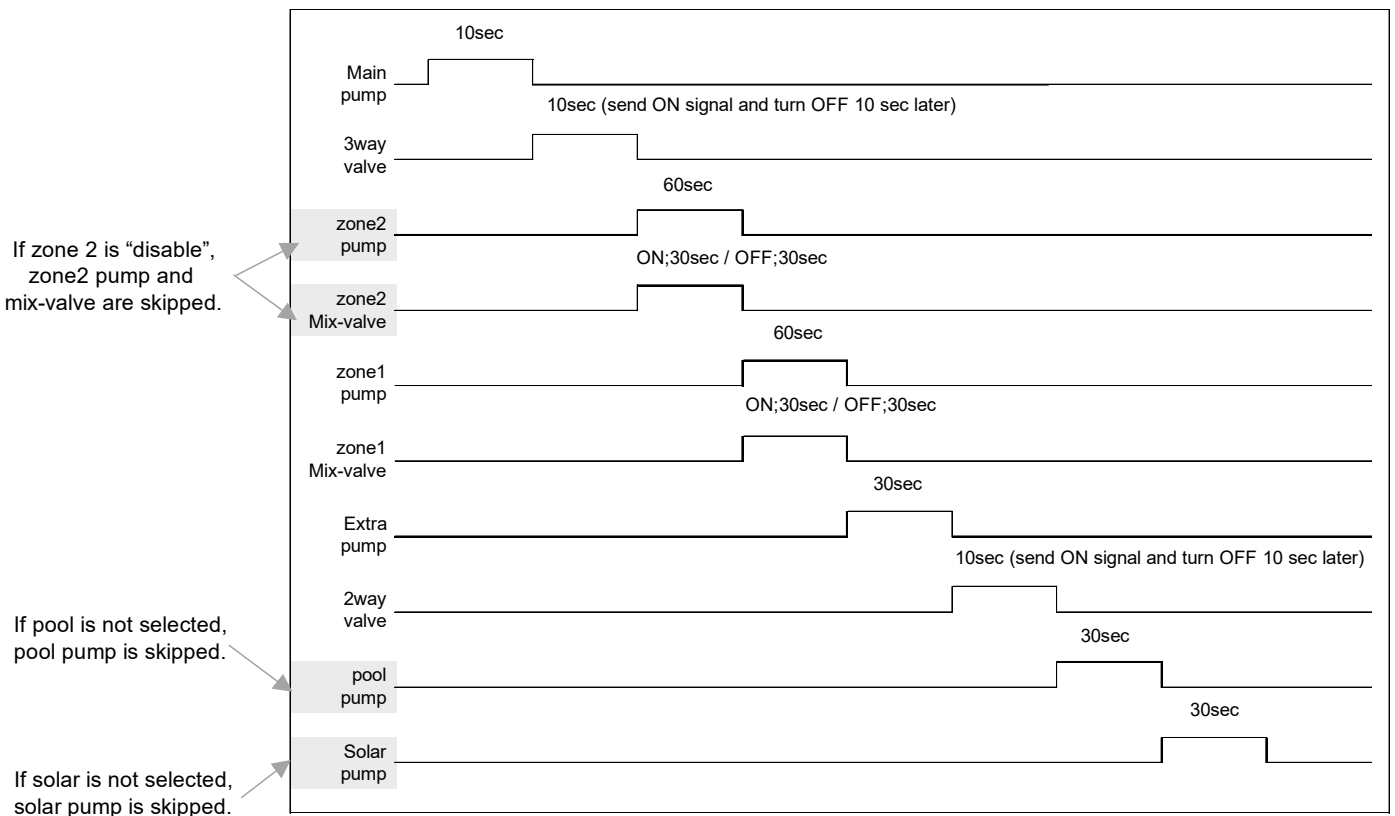 10sec
Main
pump
10sec (send ON signal and turn OFF 10 sec later)
3way
valve
60sec
zone2
pump
If zone 2 is “disable”,
zone2 pump and
mix-valve are skipped.
ON;30sec / OFF;30sec
zone2
Mix-valve
60sec
zone1
pump
ON;30sec / OFF;30sec
zone1
Mix-valve
30sec
Extra
pump
10sec (send ON signal and turn OFF 10 sec later)
2way
valve
If pool is not selected,
pool pump is skipped.
30sec
pool
pump
30sec
Solar
pump
If solar is not selected,
solar pump is skipped.